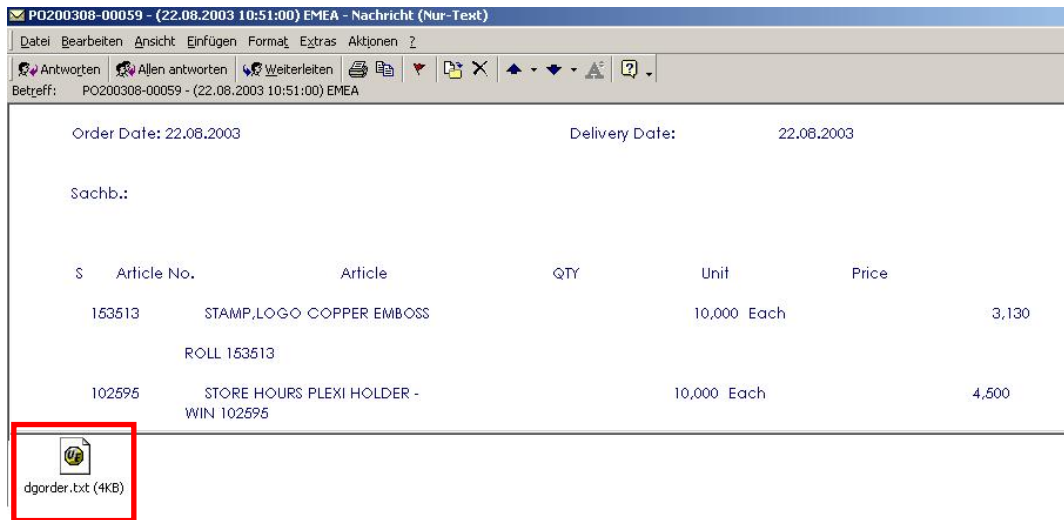 PO200308-00059 - (22.08.2003 10:51:00) EMEA - Nachricht (Nur-Text)
Datei Bearbeiten Ansicht Einfügen Format Extras Aktionen ?
Antworten Allen antworten Weiterleiten
Betreff: PO200308-00059 - (22.08.2003 10:51:00) EMEA
Order Date: 22.08.2003 Delivery Date: 22.08.2003
Sachb.:
S Article No. Article QTY Unit Price
153513 STAMP,LOGO COPPER EMBOSS 10,000 Each 3,130
ROLL 153513
102595 STORE HOURS PLEXI HOLDER - 10,000 Each 4,500
WIN 102595
UE
dgorder.txt (4KB)